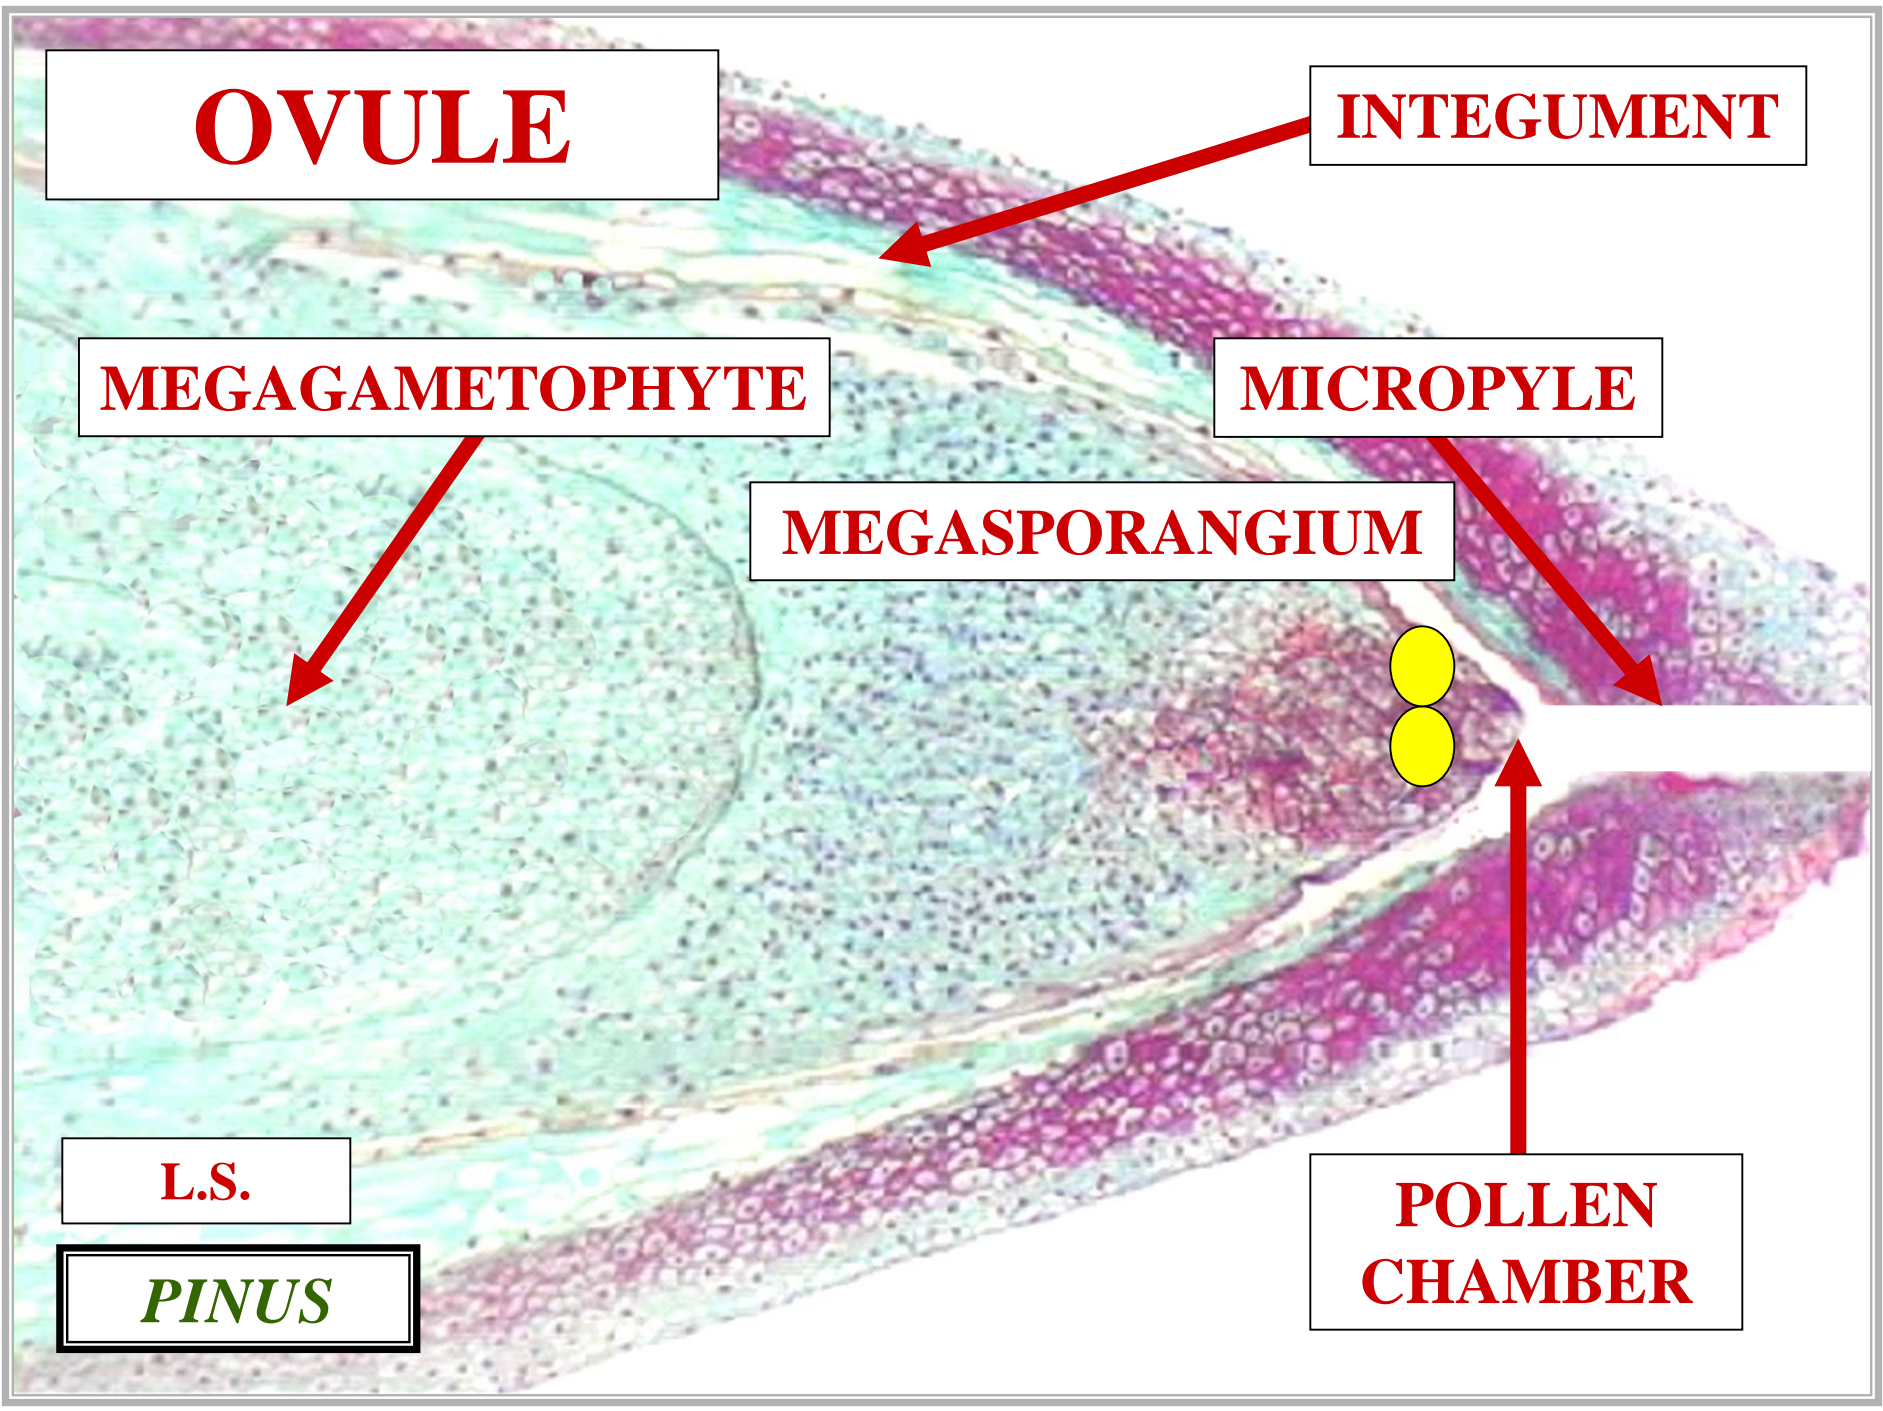 OVULE
INTEGUMENT
MEGAGAMETOPHYTE
MICROPYLE
MEGASPORANGIUM
L.S.
POLLEN
CHAMBER
PINUS